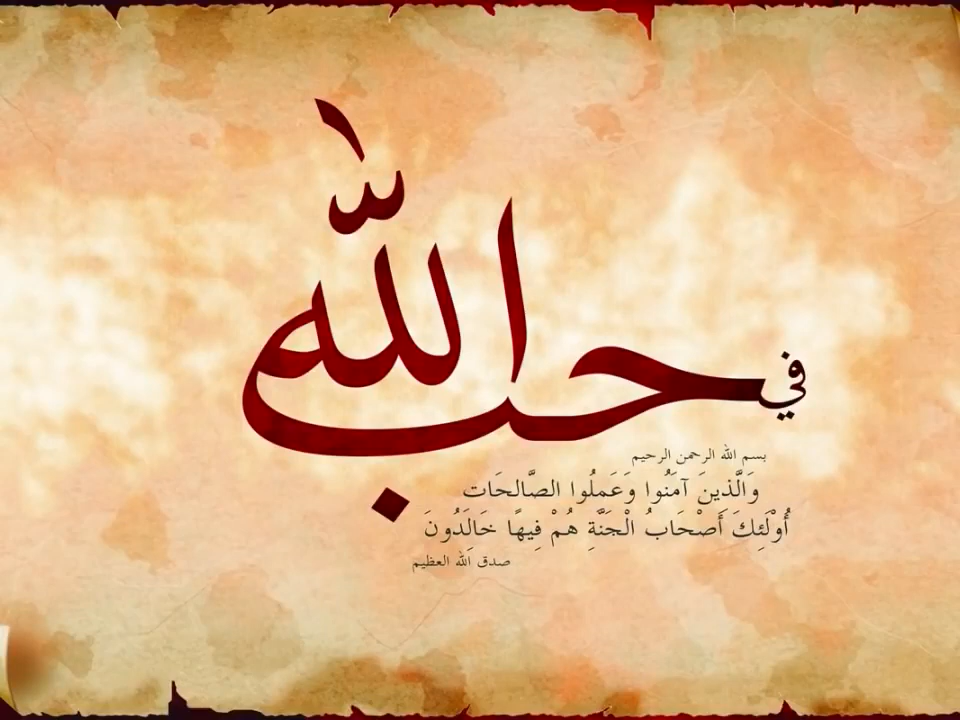 في حب الله
بسم الله الرحمن الرحيم
وَالَّذِينَ آمَنُوا وَعَمِلُوا الصَّالِحَات
أُوْلَئِكَ أَصْحَابُ الْجَنَّةِ هُمْ فِيهَا خَالِدُونَ
صدق الله العظيم